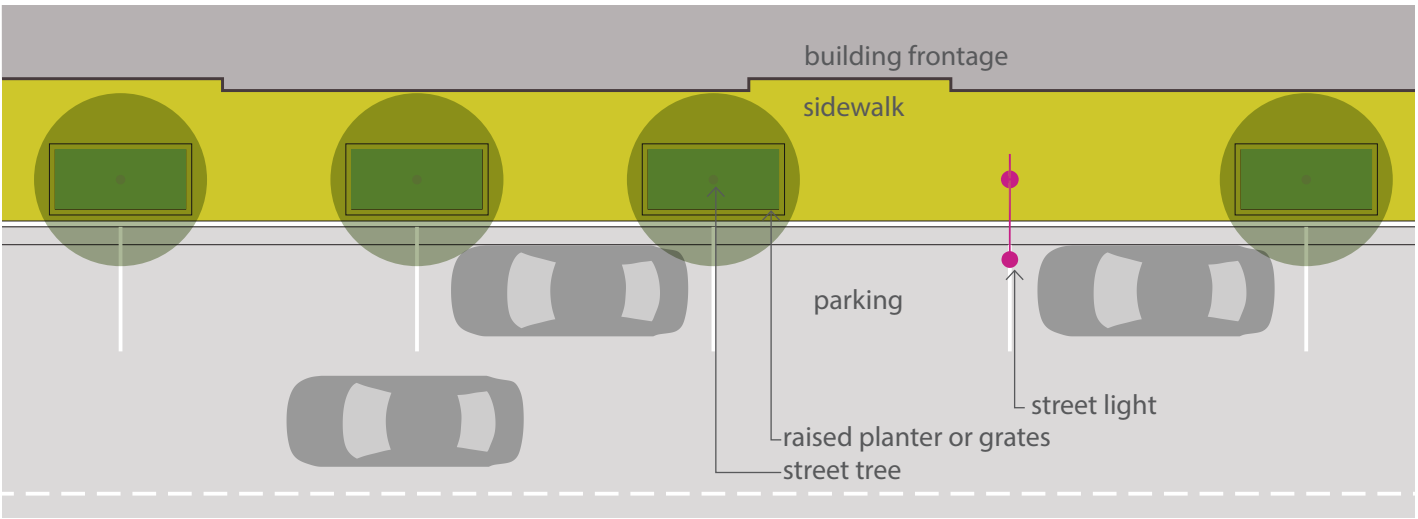 building frontage
sidewalk
parking
street light
raised planter or grates
street tree